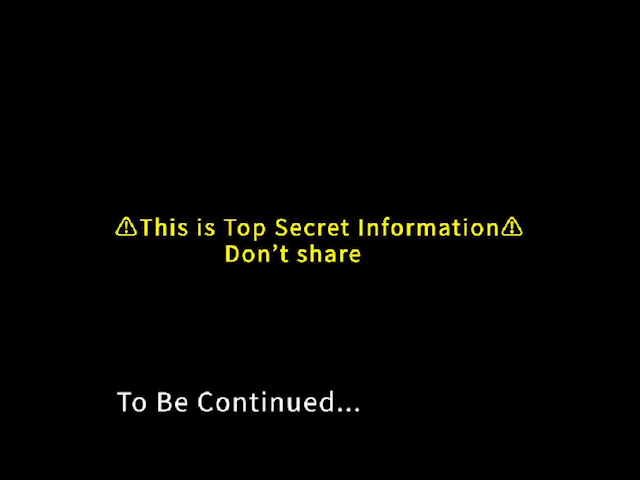 ⚠This is Top Secret Information⚠
Don’t share
To Be Continued...